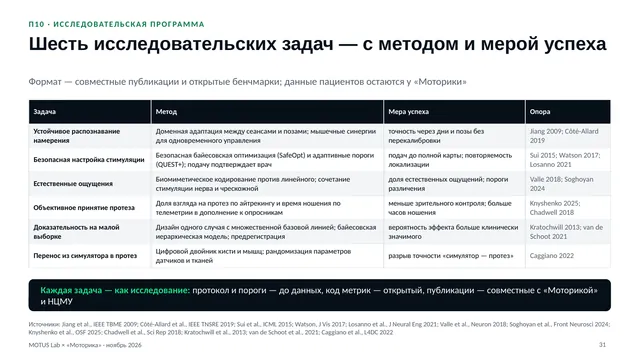 П10 · ИССЛЕДОВАТЕЛЬСКАЯ ПРОГРАММА
Шесть исследовательских задач — с методом и мерой успеха
Формат — совместные публикации и открытые бенчмарки; данные пациентов остаются у «Моторики»
Задача Метод Мера успеха Опора
Устойчивое распознавание намерения
Доменная адаптация между сеансами и позами; мышечные синергии для одновременного управления
точность через дни и позы без перекалибровки
Jiang 2009; Côté-Allard 2019
Безопасная настройка стимуляции
Безопасная байесовская оптимизация (SafeOpt) и адаптивные пороги (QUEST+); подачу подтверждает врач
подач до полной карты; повторяемость локализации
Sui 2015; Watson 2017; Losanno 2021
Естественные ощущения
Биомиметическое кодирование против линейного; сочетание стимуляции нерва и чрескожной
доля естественных ощущений; пороги различения
Valle 2018; Soghoyan 2024
Объективное принятие протеза
Доля взгляда на протез по айтрекингу и время ношения по телеметрии в дополнение к опросникам
меньше зрительного контроля; больше часов ношения
Knyshenko 2025; Chadwell 2018
Доказательность на малой выборке
Дизайн одного случая с множественной базовой линией; байесовская иерархическая модель; предрегистрация
вероятность эффекта больше клинически значимого
Kratochwill 2013; van de Schoot 2021
Перенос из симулятора в протез
Цифровой двойник кисти и мышц; рандомизация параметров датчиков и тканей
разрыв точности «симулятор — протез»
Caggiano 2022
Каждая задача — как исследование: протокол и пороги — до данных, код метрик — открытый, публикации — совместные с «Моторикой»
и НЦМУ
Источники: Jiang et al., IEEE TBME 2009; Côté-Allard et al., IEEE TNSRE 2019; Sui et al., ICML 2015; Watson, J Vis 2017; Losanno et al., J Neural Eng 2021; Valle et al., Neuron 2018; Soghoyan et al., Front Neurosci 2024;
Knyshenko et al., OSF 2025; Chadwell et al., Sci Rep 2018; Kratochwill et al., 2013; van de Schoot et al., 2021; Caggiano et al., L4DC 2022
MOTUS Lab × «Моторика» · ноябрь 2026
31